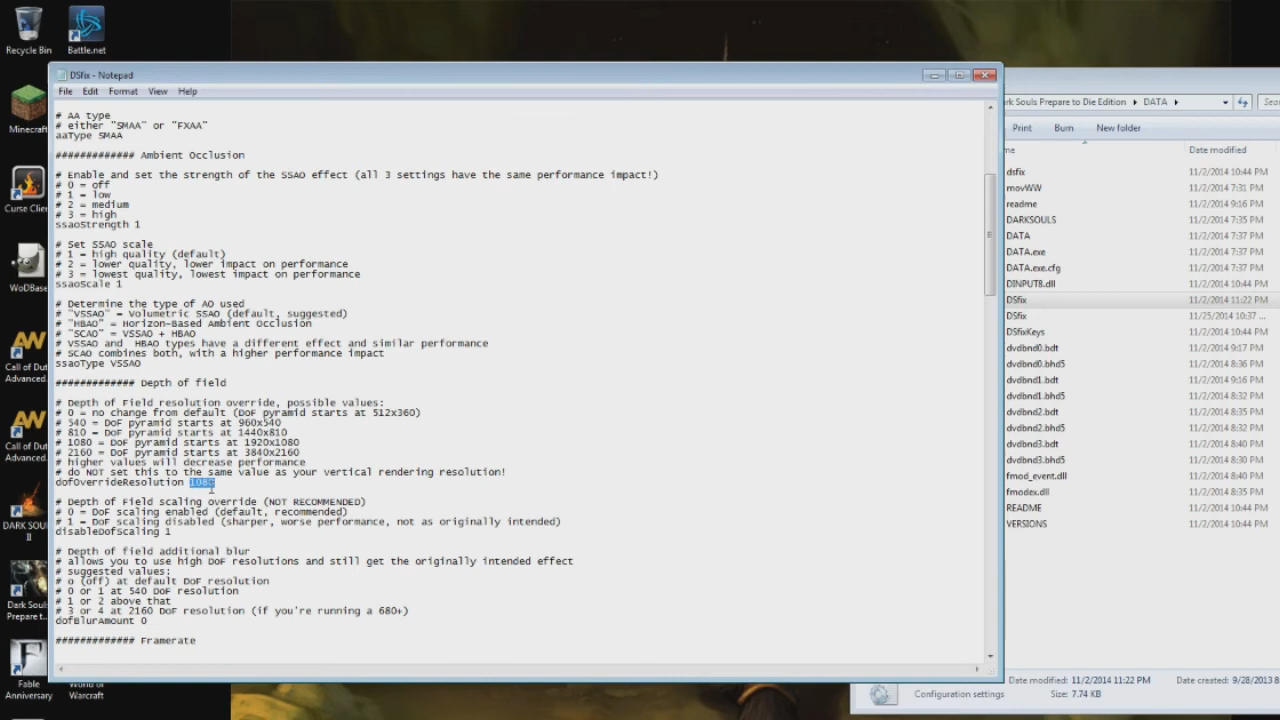 Recycle Bin
Battle.net
Minecraft
Curse Clie
WoDBase
Call of Dut
Advanced
Call of Dut
Advanced.
DARK SOU
II
Dark Souls
Prepare t...
Fable
Anniversary
World of
Warcraft
DSfix - Notepad
File Edit Format View Help
# AA type
# either "SMAA" or "FXAA"
aaType SMAA
############# Ambient Occlusion
# Enable and set the strength of the SSAO effect (all 3 settings have the same performance impact!)
# 0 = off
# 1 = low
# 2 = medium
# 3 = high
ssaoStrength 1
# Set SSAO scale
# 1 = high quality (default)
# 2 = lower quality, lower impact on performance
# 3 = lowest quality, lowest impact on performance
ssaoScale 1
# Determine the type of AO used
# "VSSAO" = Volumetric SSAO (default, suggested)
# "HBAO" = Horizon-Based Ambient Occlusion
# "SCAO" = VSSAO + HBAO
# VSSAO and  HBAO types have a different effect and similar performance
# SCAO combines both, with a higher performance impact
ssaoType VSSAO
############# Depth of field
# Depth of Field resolution override, possible values:
# 0 = no change from default (DoF pyramid starts at 512x360)
# 540 = DoF pyramid starts at 960x540
# 810 = DoF pyramid starts at 1440x810
# 1080 = DoF pyramid starts at 1920x1080
# 2160 = DoF pyramid starts at 3840x2160
# higher values will decrease performance
# do NOT set this to the same value as your vertical rendering resolution!
dofOverrideResolution 1080
# Depth of Field scaling override (NOT RECOMMENDED)
# 0 = DoF scaling enabled (default, recommended)
# 1 = DoF scaling disabled (sharper, worse performance, not as originally intended)
disableDofScaling 1
# Depth of field additional blur
# allows you to use high DoF resolutions and still get the originally intended effect
# suggested values:
# o (off) at default DoF resolution
# 0 or 1 at 540 DoF resolution
# 1 or 2 above that
# 3 or 4 at 2160 DoF resolution (if you're running a 680+)
dofBlurAmount 0
############# Framerate
rk Souls Prepare to Die Edition DATA Sea
Print Burn New folder
me Date modified
dsfix 11/2/2014 10:44 PM
movWW 11/2/2014 7:31 PM
readme 11/2/2014 9:16 PM
DARKSOULS 11/2/2014 7:35 PM
DATA 11/2/2014 7:37 PM
DATA.exe 11/2/2014 7:37 PM
DATA.exe.cfg 11/2/2014 7:37 PM
DINPUT8.dll 11/2/2014 10:44 PM
DSfix 11/2/2014 11:22 PM
DSfix 11/25/2014 10:37 ...
DSfixKeys 11/2/2014 10:44 PM
dvdbnd0.bdt 11/2/2014 9:17 PM
dvdbnd0.bhd5 11/2/2014 8:36 PM
dvdbnd1.bdt 11/2/2014 9:16 PM
dvdbnd1.bhd5 11/2/2014 8:32 PM
dvdbnd2.bdt 11/2/2014 8:35 PM
dvdbnd2.bhd5 11/2/2014 8:32 PM
dvdbnd3.bdt 11/2/2014 8:40 PM
dvdbnd3.bhd5 11/2/2014 8:30 PM
fmod_event.dll 11/2/2014 8:40 PM
fmodex.dll 11/2/2014 8:35 PM
README 11/2/2014 10:44 PM
VERSIONS 11/2/2014 10:44 PM
Date modified: 11/2/2014 11:22 PM Date created: 9/28/2013 8
Configuration settings Size: 7.74 KB